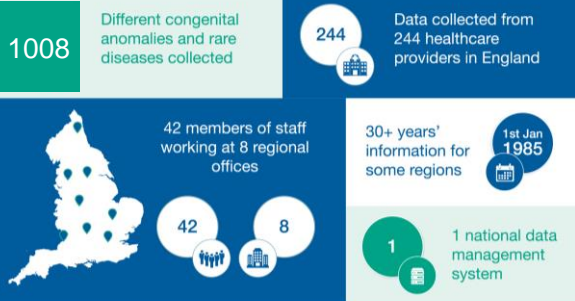 1008
Different congenital
anomalies and rare
diseases collected
244
Data collected from
244 healthcare
providers in England
42 members of staff
working at 8 regional
offices
42
8
30+ years’
information for
some regions
1st Jan
1985
1
1 national data
management
system